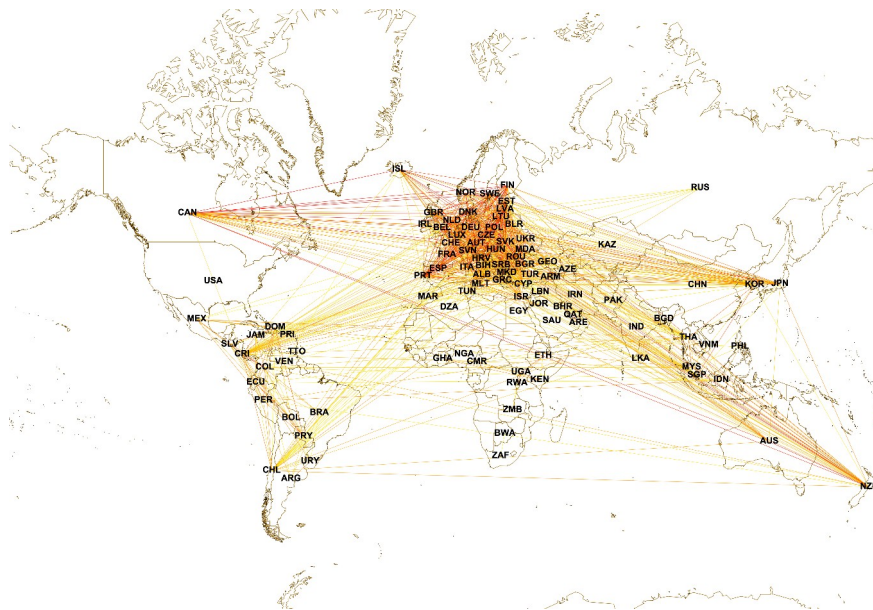 ISL
NOR SWE FIN
RUS
EST
CAN GBR DNK LVA
NLD LTU
IRL BEL DEU POL BLR
LUX CZE UKR
CHE AUT SVK KAZ
FRA SVN HUN MDA
HRV ROU GEO
PRT ESP ITA BIH SRB BGR AZE
ALB MKD TUR ARM
USA MLT GRC CYP CHN KOR JPN
MAR TUN ISR LBN IRN PAK
DZA EGY JOR BHR
MEX QAT BGD
DOM SAU ARE IND
JAM PRI THA
SLV VNM PHL
CRI TTO GHA NGA ETH LKA
COL VEN CMR MYS
UGA SGP
ECU RWA KEN IDN
PER
BOL BRA ZMB
PRY BWA AUS
CHL URY ZAF
ARG NZ